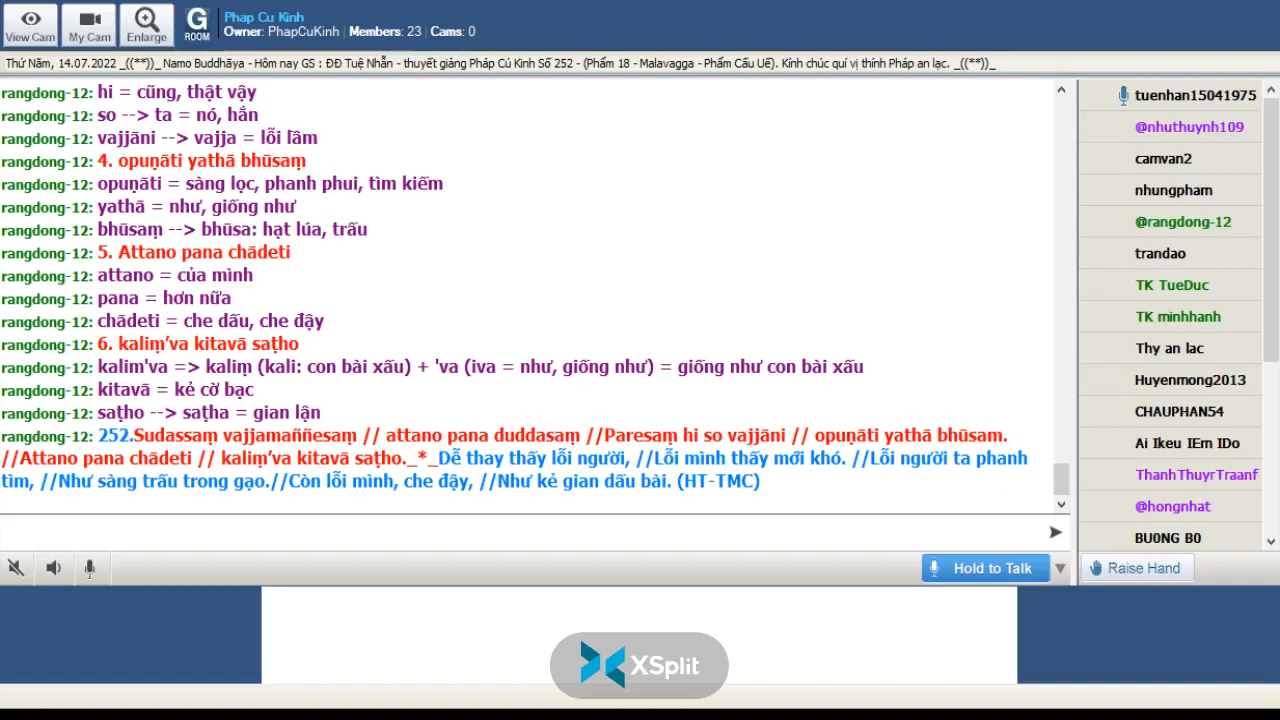 View Cam
My Cam
Enlarge
G
ROOM
Phap Cu Kinh
Owner: PhapCuKinh | Members: 23 | Cams: 0
Thứ Năm, 14.07.2022 _((**))_ Namo Buddhāya - Hôm nay GS : ĐĐ Tuệ Nhẫn - thuyết giảng Pháp Cú Kinh Số 252 - (Phẩm 18 - Malavagga - Phẩm Cấu Uế). Kính chúc quí vị thính Pháp an lạc. _((**))_
rangdong-12: hi = cũng, thật vậy
rangdong-12: so --> ta = nó, hắn
rangdong-12: vajjāni --> vajja = lỗi lầm
rangdong-12: 4. opuṇāti yathā bhūsaṃ
rangdong-12: opuṇāti = sàng lọc, phanh phui, tìm kiếm
rangdong-12: yathā = như, giống như
rangdong-12: bhūsaṃ --> bhūsa: hạt lúa, trấu
rangdong-12: 5. Attano pana chādeti
rangdong-12: attano = của mình
rangdong-12: pana = hơn nữa
rangdong-12: chādeti = che dấu, che đậy
rangdong-12: 6. kaliṃ’va kitavā saṭho
rangdong-12: kalim'va => kaliṃ (kali: con bài xấu) + 'va (iva = như, giống như) = giống như con bài xấu
rangdong-12: kitavā = kẻ cờ bạc
rangdong-12: saṭho --> saṭha = gian lận
rangdong-12: 252.Sudassaṃ vajjamaññesaṃ // attano pana duddasaṃ //Paresaṃ hi so vajjāni // opuṇāti yathā bhūsaṃ.
//Attano pana chādeti // kaliṃ’va kitavā saṭho._*_Dễ thay thấy lỗi người, //Lỗi mình thấy mới khó. //Lỗi người ta phanh
tìm, //Như sàng trấu trong gạo.//Còn lỗi mình, che đậy, //Như kẻ gian dấu bài. (HT-TMC)
tuenhan15041975
@nhuthuynh109
camvan2
nhungpham
@rangdong-12
trandao
TK TueDuc
TK minhhanh
Thy an lac
Huyenmong2013
CHAUPHAN54
Ai lkeu IErn lDo
ThanhThuyrTraanf
@hongnhat
BU0NG B0
Hold to Talk
Raise Hand
XSplit